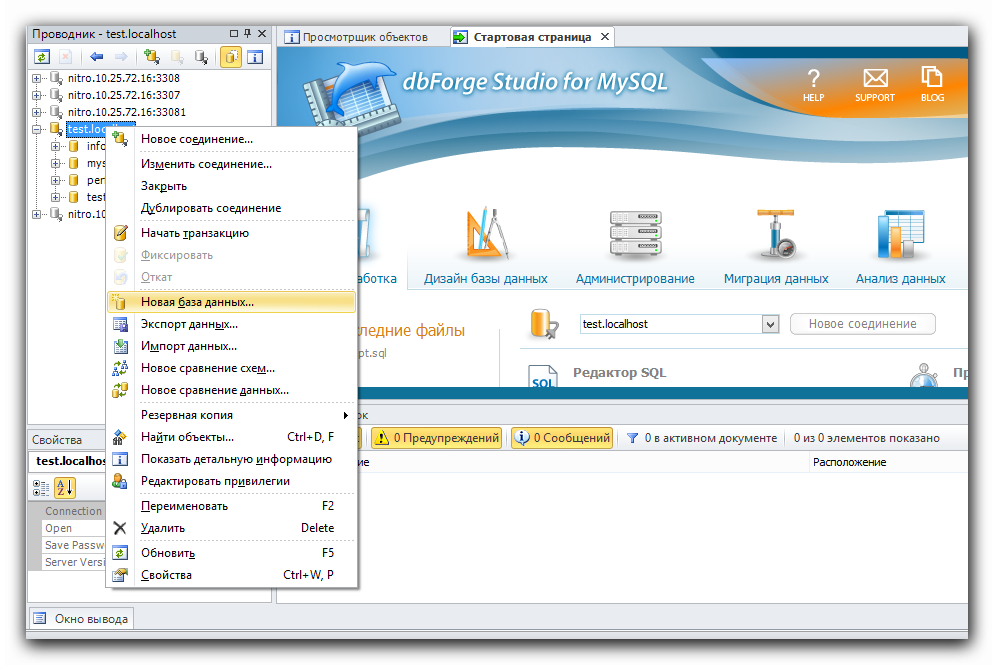 Проводник - test.localhost
Просмотрщик объектов
Стартовая страница
nitro.10.25.72.16:3308
nitro.10.25.72.16:3307
nitro.10.25.72.16:33081
test.loc
info
mys
per
test
nitro.10
dbForge Studio for MySQL
HELP
SUPPORT
BLOG
Новое соединение...
Изменить соединение...
Закрыть
Дублировать соединение
Начать транзакцию
Фиксировать
Откат
Новая база данных...
Экспорт данных...
Импорт данных...
Новое сравнение схем...
Новое сравнение данных...
Резервная копия
Найти объекты... Ctrl+D, F
Показать детальную информацию
Редактировать привилегии
Переименовать F2
Удалить Delete
Обновить F5
Свойства Ctrl+W, P
аботка
Дизайн базы данных
Администрирование
Миграция данных
Анализ данных
ледние файлы
pt.sql
test.localhost
Новое соединение
SQL
Редактор SQL
Пр
ок
0 Предупреждений
0 Сообщений
0 в активном документе
0 из 0 элементов показано
ие
Расположение
Свойства
test.localhos
Connection
Open
Save Passw
Server Versi
Окно вывода